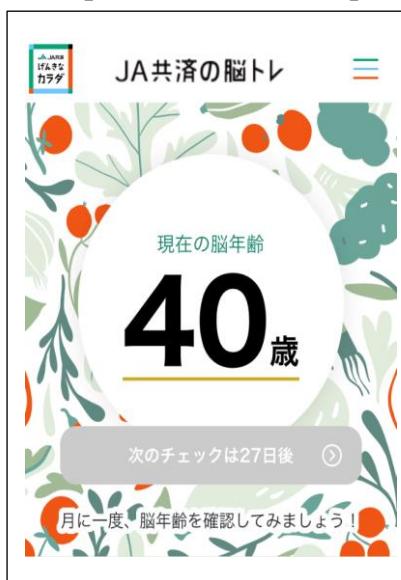 JA共済
げんきな
カラダ
JA共済の脳トレ
現在の脳年齢
40歳
次のチェックは27日後
月に一度、脳年齢を確認してみましょう！